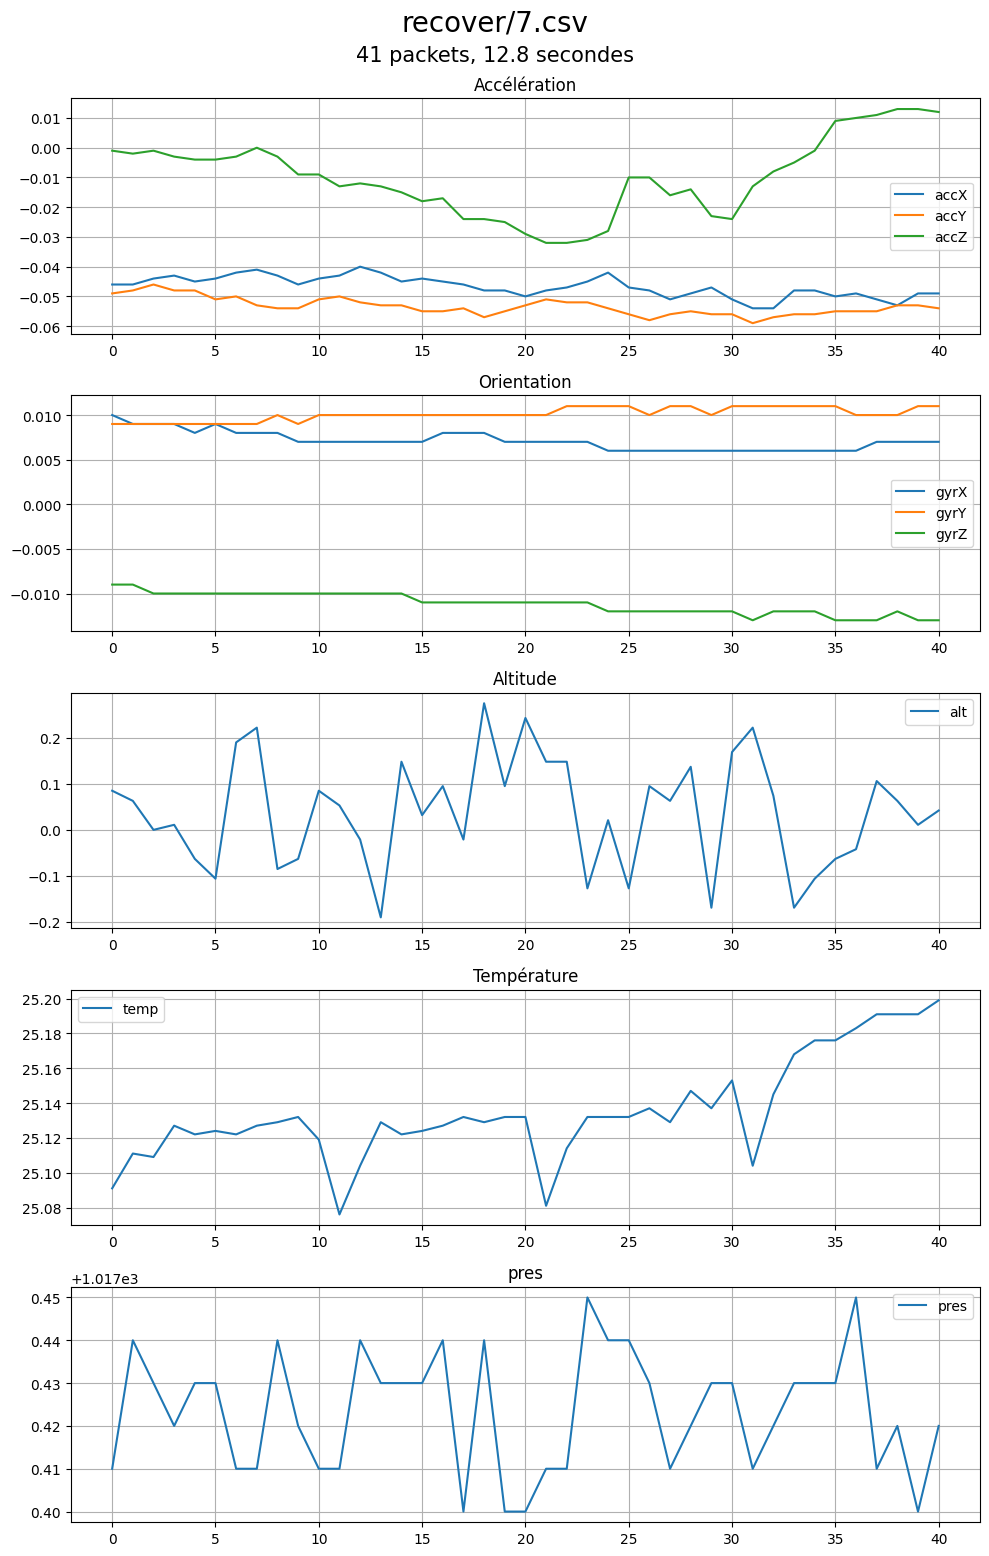 recover/7.csv
41 packets, 12.8 secondes
Accélération
0.01
0.00
−0.01
−0.02
−0.03
−0.04
−0.05
−0.06
accX
accY
accZ
0 5 10 15 20 25 30 35 40
Orientation
0.010
0.005
0.000
−0.005
−0.010
gyrX
gyrY
gyrZ
0 5 10 15 20 25 30 35 40
Altitude
0.2
0.1
0.0
−0.1
−0.2
alt
0 5 10 15 20 25 30 35 40
Température
25.20
25.18
25.16
25.14
25.12
25.10
25.08
temp
0 5 10 15 20 25 30 35 40
pres
+1.017e3
0.45
0.44
0.43
0.42
0.41
0.40
pres
0 5 10 15 20 25 30 35 40